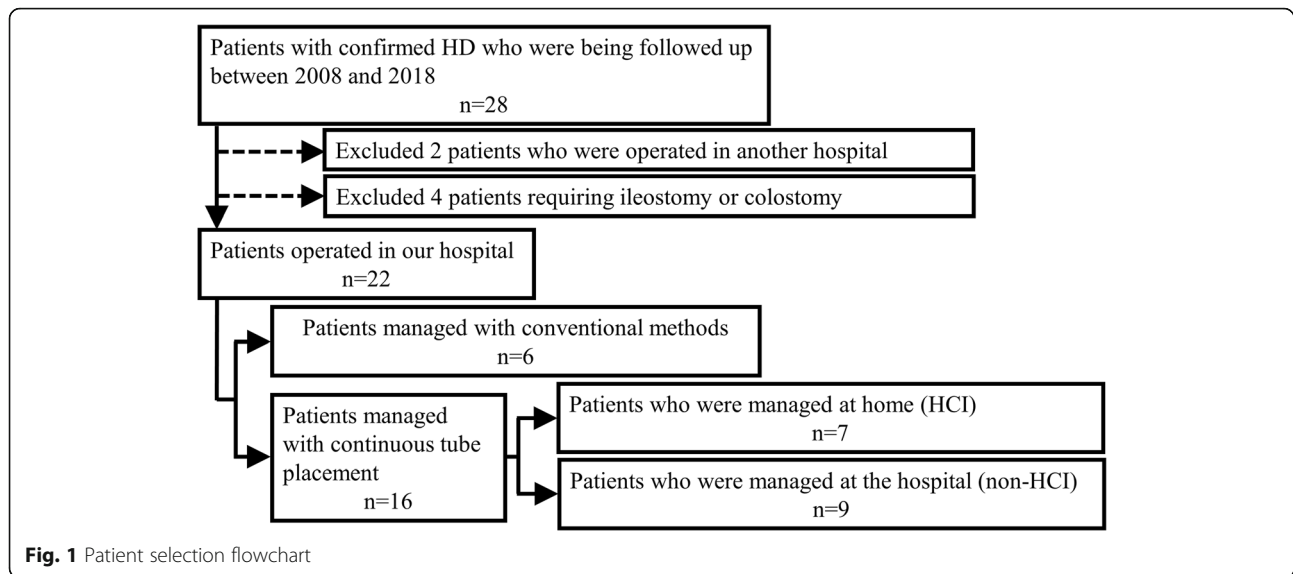 Patients with confirmed HD who were being followed up
between 2008 and 2018
n=28
Excluded 2 patients who were operated in another hospital
Excluded 4 patients requiring ileostomy or colostomy
Patients operated in our hospital
n=22
Patients managed with conventional methods
n=6
Patients managed
with continuous tube
placement
n=16
Patients who were managed at home (HCI)
n=7
Patients who were managed at the hospital (non-HCI)
n=9
Fig. 1 Patient selection flowchart